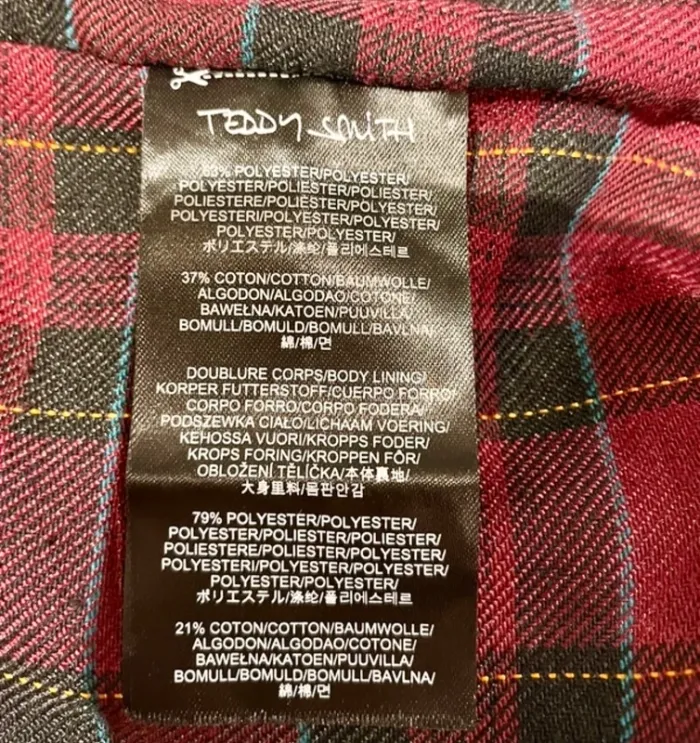 TEDDY SMITH
63% POLYESTER/POLYESTER/
POLYESTER/POLIESTER/POLIÉSTER/
POLIESTERE/POLIESTER/POLYESTER/
POLYESTERI/POLYESTER/POLYESTER/
POLYESTER/POLYESTER/
ポリエステル/涤纶/폴리에스테르
37% COTON/COTTON/BAUMWOLLE/
ALGODON/ALGODAO/COTONE/
BAWEŁNA/KATOEN/PUUVILLA/
BOMULL/BOMULD/BOMULL/BAVLNA/
綿/棉/면
DOUBLURE CORPS/BODY LINING/
KORPER FUTTERSTOFF/CUERPO FORRO/
CORPO FORRO/CORPO FODERA/
PODSZEWKA CIAŁO/LICHAAM VOERING/
KEHOSSA VUORI/KROPPS FODER/
KROPS FORING/KROPPEN FÔR/
OBLOŽENÍ TĚLÍČKA/本体裏地/
大身里料/몸판안감
79% POLYESTER/POLYESTER/
POLYESTER/POLIESTER/POLIÉSTER/
POLIESTERE/POLIESTER/POLYESTER/
POLYESTERI/POLYESTER/POLYESTER/
POLYESTER/POLYESTER/
ポリエステル/涤纶/폴리에스테르
21% COTON/COTTON/BAUMWOLLE/
ALGODON/ALGODAO/COTONE/
BAWEŁNA/KATOEN/PUUVILLA/
BOMULL/BOMULD/BOMULL/BAVLNA/
綿/棉/면